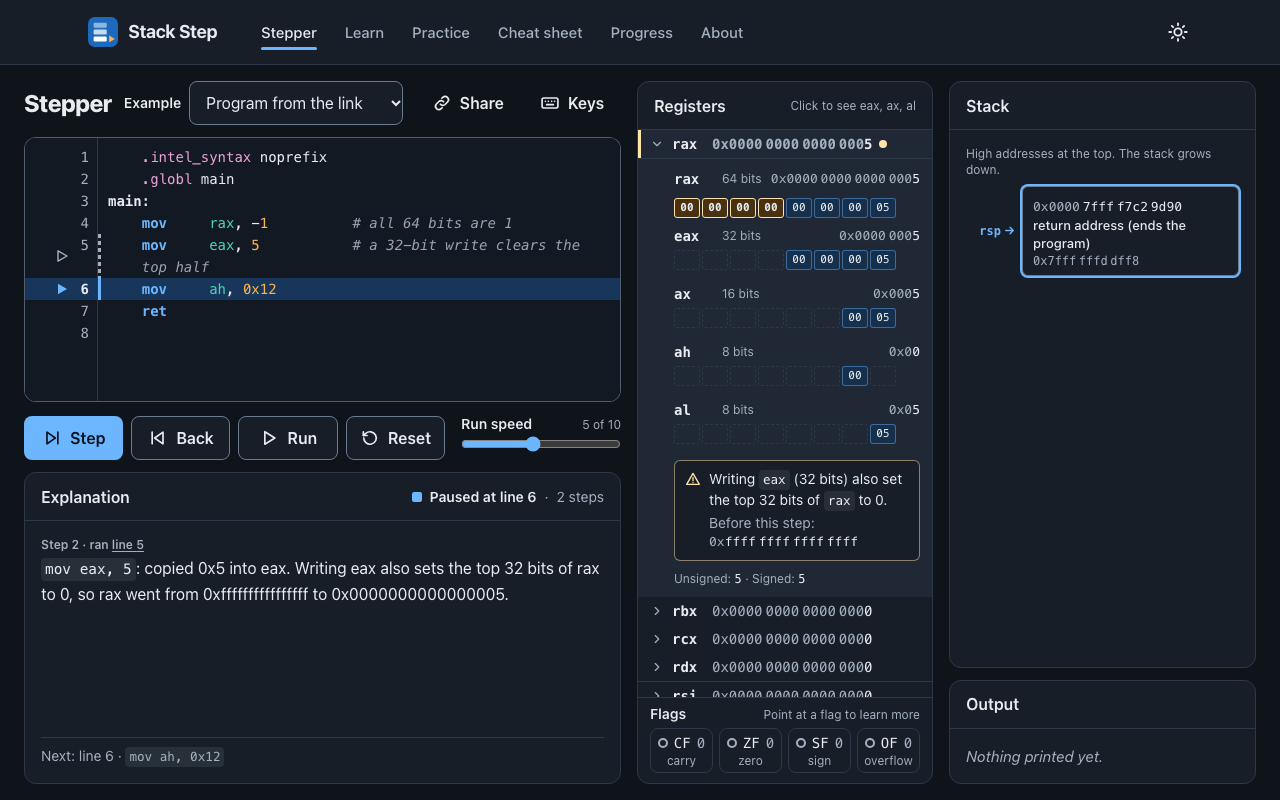 Stack Step
Stepper
Learn
Practice
Cheat sheet
Progress
About
Stepper
Example
Program from the link
Share
Keys
1 .intel_syntax noprefix
2 .globl main
3 main:
4 mov rax, −1 # all 64 bits are 1
5 mov eax, 5 # a 32−bit write clears the
top half
6 mov ah, 0x12
7 ret
8
Step
Back
Run
Reset
Run speed
5 of 10
Explanation
Paused at line 6 · 2 steps
Step 2 · ran line 5
mov eax, 5: copied 0x5 into eax. Writing eax also sets the top 32 bits of rax
to 0, so rax went from 0xffffffffffffffff to 0x0000000000000005.
Next: line 6 · mov ah, 0x12
Registers
Click to see eax, ax, al
rax 0x0000 0000 0000 0005
rax 64 bits 0x0000 0000 0000 0005
00 00 00 00 00 00 00 05
eax 32 bits 0x0000 0005
00 00 00 05
ax 16 bits 0x0005
00 05
ah 8 bits 0x00
00
al 8 bits 0x05
05
Writing eax (32 bits) also set
the top 32 bits of rax to 0.
Before this step:
0xffff ffff ffff ffff
Unsigned: 5 · Signed: 5
rbx 0x0000 0000 0000 0000
rcx 0x0000 0000 0000 0000
rdx 0x0000 0000 0000 0000
rsi 0x0000 0000 0000 0000
Flags
Point at a flag to learn more
CF 0
carry
ZF 0
zero
SF 0
sign
OF 0
overflow
Stack
High addresses at the top. The stack grows
down.
rsp →
0x0000 7fff f7c2 9d90
return address (ends the
program)
0x7fff fffd dff8
Output
Nothing printed yet.